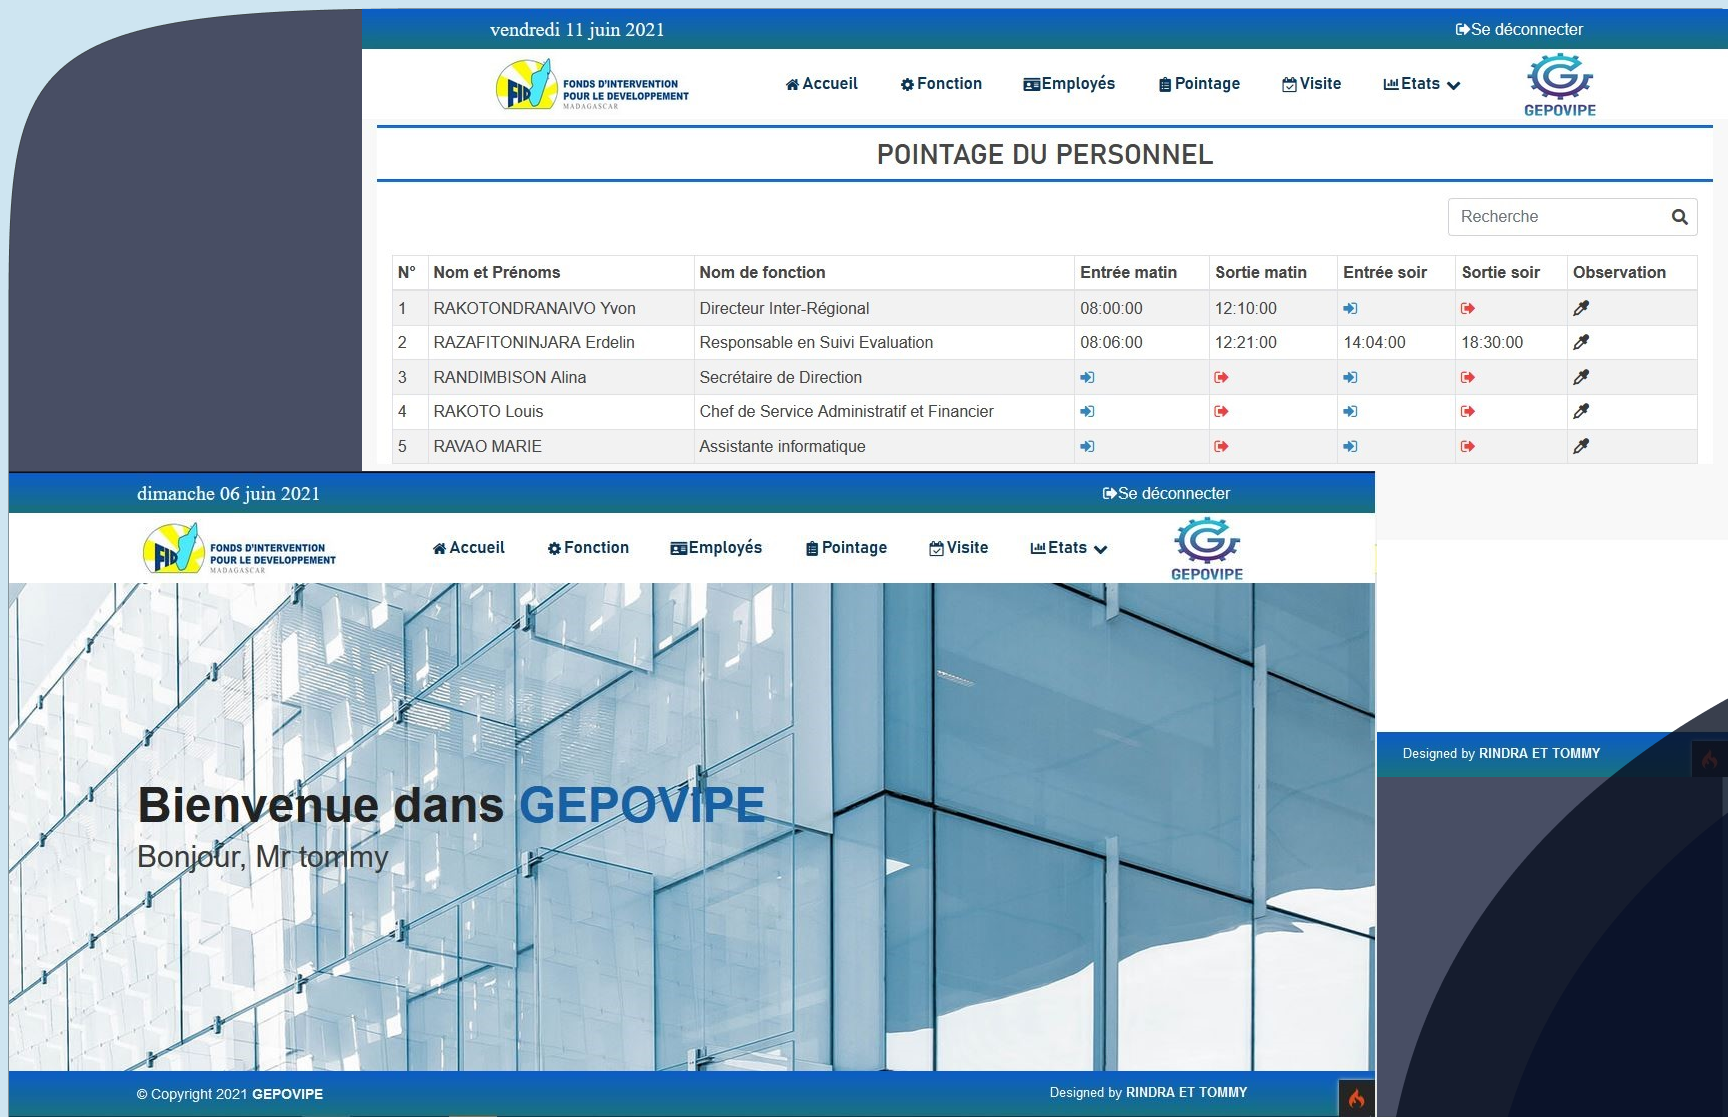 vendredi 11 juin 2021
Se déconnecter
FID
FONDS D'INTERVENTION
POUR LE DEVELOPPEMENT
MADAGASCAR
Accueil Fonction Employés Pointage Visite Etats
GEPOVIPE
POINTAGE DU PERSONNEL
Recherche
N° Nom et Prénoms Nom de fonction Entrée matin Sortie matin Entrée soir Sortie soir Observation
1 RAKOTONDRANAIVO Yvon Directeur Inter-Régional 08:00:00 12:10:00
2 RAZAFITONINJARA Erdelin Responsable en Suivi Evaluation 08:06:00 12:21:00 14:04:00 18:30:00
3 RANDIMBISON Alina Secrétaire de Direction
4 RAKOTO Louis Chef de Service Administratif et Financier
5 RAVAO MARIE Assistante informatique
dimanche 06 juin 2021
Se déconnecter
FID
FONDS D'INTERVENTION
POUR LE DEVELOPPEMENT
MADAGASCAR
Accueil Fonction Employés Pointage Visite Etats
GEPOVIPE
Designed by RINDRA ET TOMMY
Bienvenue dans GEPOVIPE
Bonjour, Mr tommy
© Copyright 2021 GEPOVIPE
Designed by RINDRA ET TOMMY